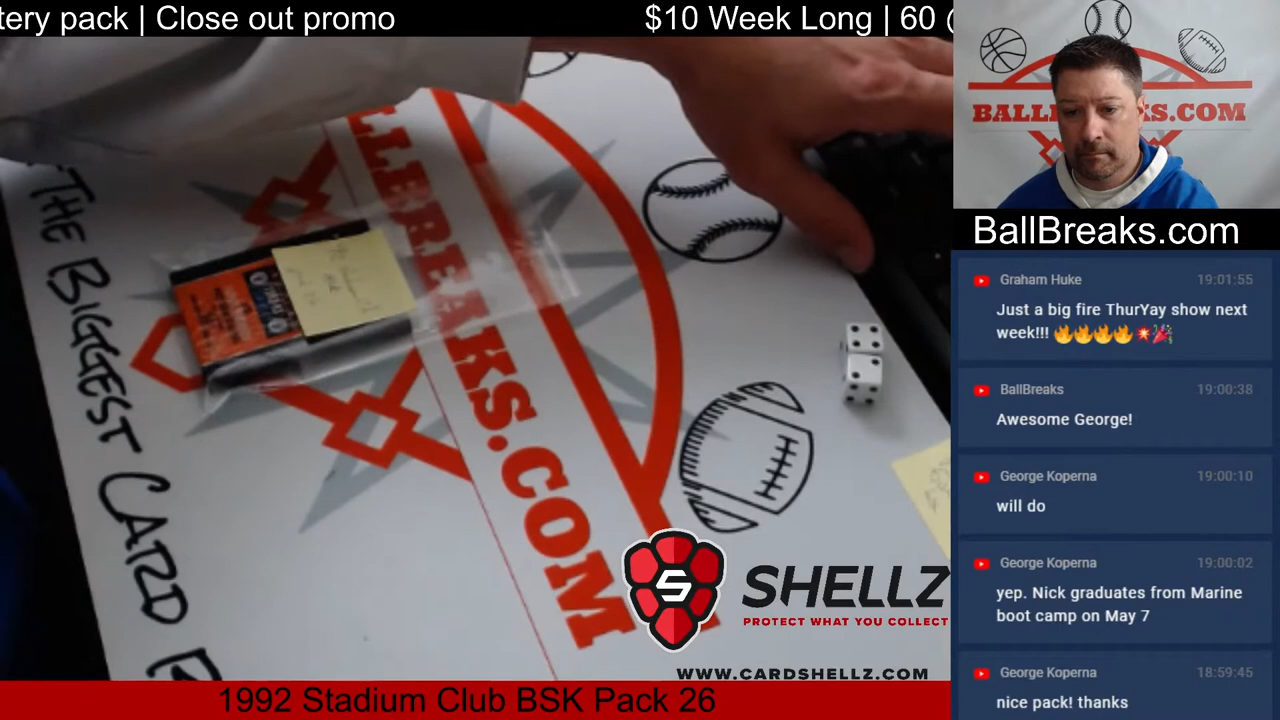 tery pack | Close out promo
$10 Week Long | 60
BALLBREAKS.COM
BallBreaks.com
Graham Huke 19:01:55
Just a big fire ThurYay show next
week!!! 🔥🔥🔥🔥💥🎉
BallBreaks 19:00:38
Awesome George!
George Koperna 19:00:10
will do
George Koperna 19:00:02
yep. Nick graduates from Marine
boot camp on May 7
George Koperna 18:59:45
nice pack! thanks
THE BIGGEST CARD
LLBREAKS.COM
S
SHELLZ
PROTECT WHAT YOU COLLECT
WWW.CARDSHELLZ.COM
1992 Stadium Club BSK Pack 26